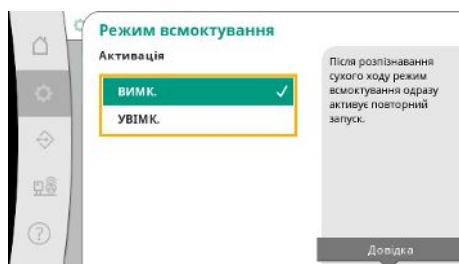 Режим всмоктування
Активація
ВИМК.
УВІМК.
Після розпізнавання
сухого ходу режим
всмоктування одразу
активує повторний
запуск.
Довідка